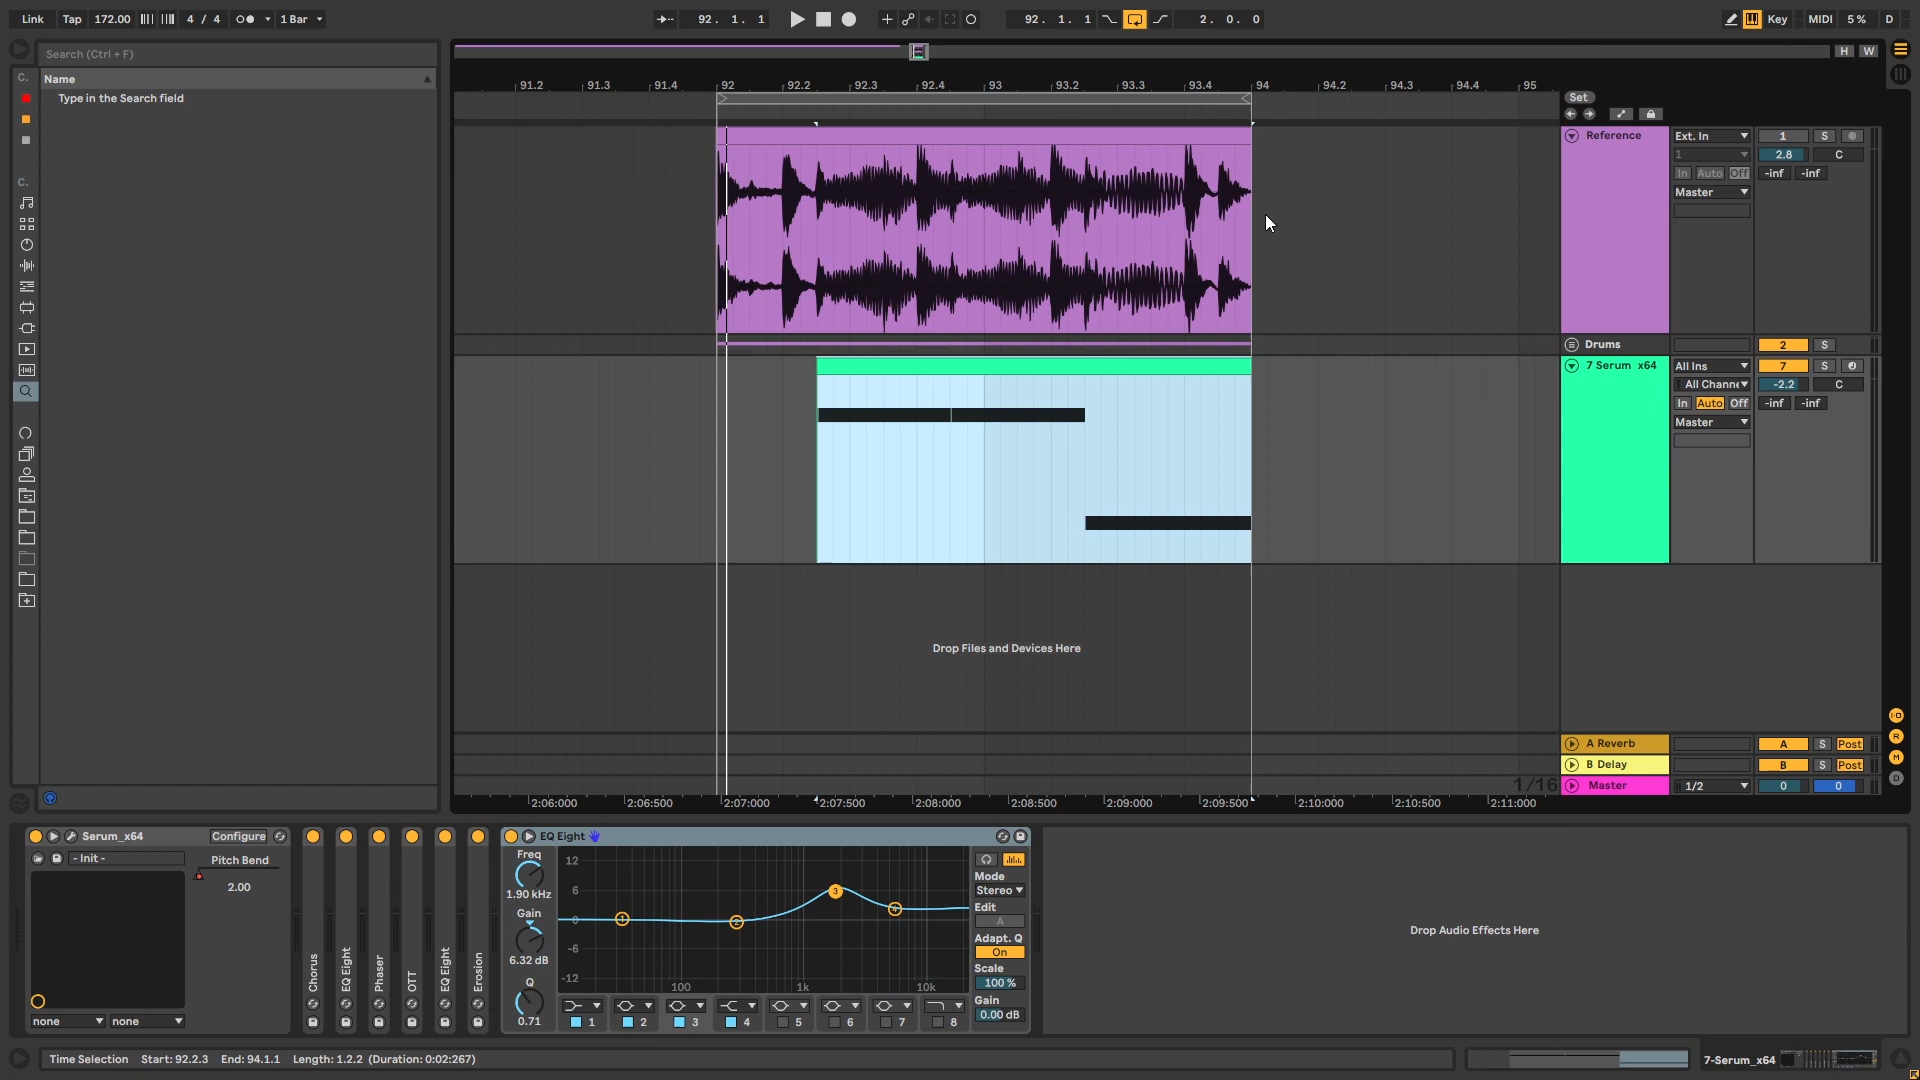 Link Tap 172.00 4 / 4 1 Bar 92. 1. 1 92. 1. 1 2. 0. 0 Key MIDI 5 % D
Search (Ctrl + F)
H W
C.
Name
Type in the Search field
91.2 91.3 91.4 92 92.2 92.3 92.4 93 93.2 93.3 93.4 94 94.2 94.3 94.4 95
Set
Reference Ext. In 1 S
1 2.8 C
In Auto Off -inf -inf
Master
C.
Drums 2 S
7 Serum x64 All Ins 7 S
All Channe -2.2 C
In Auto Off -inf -inf
Master
Drop Files and Devices Here
A Reverb A S Post
B Delay B S Post
1/16
Master 1/2 0 0
I·O
R
M
D
2:06:000 2:06:500 2:07:000 2:07:500 2:08:000 2:08:500 2:09:000 2:09:500 2:10:000 2:10:500 2:11:000
Serum_x64 Configure
- Init -
Pitch Bend
2.00
none none
Chorus
EQ Eight
Phaser
OTT
EQ Eight
Erosion
EQ Eight
Freq
1.90 kHz
Gain
6.32 dB
Q
0.71
12
6
0
-6
-12
100 1k 10k
1 2 3 4
1 2 3 4 5 6 7 8
Mode
Stereo
Edit
A
Adapt. Q
On
Scale
100 %
Gain
0.00 dB
Drop Audio Effects Here
Time Selection Start: 92.2.3 End: 94.1.1 Length: 1.2.2 (Duration: 0:02:267)
7-Serum_x64